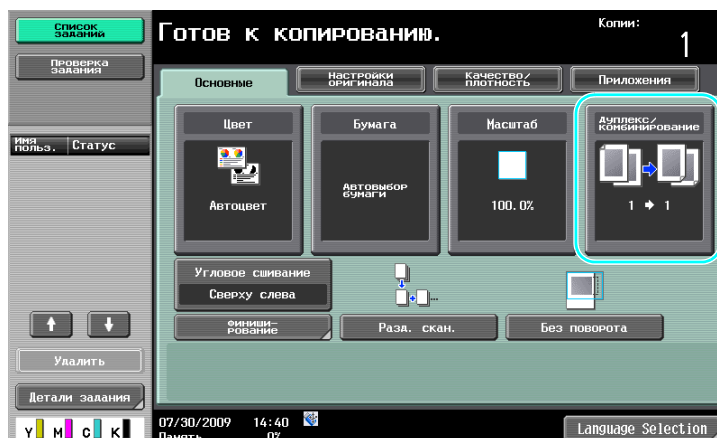 Список
заданий
Готов к копированию.
Копии:
1
Проверка
задания
Основные
Настройки
оригинала
Качество/
плотность
Приложения
Имя
польз.
Статус
Цвет
Автоцвет
Бумага
Автовыбор
бумаги
Масштаб
100.0%
Дуплекс/
комбинирование
1 → 1
Угловое сшивание
Сверху слева
Финиши-
рование
Разд. скан.
Без поворота
Удалить
Детали задания
Y M C K
07/30/2009 14:40
Память 0%
Language Selection